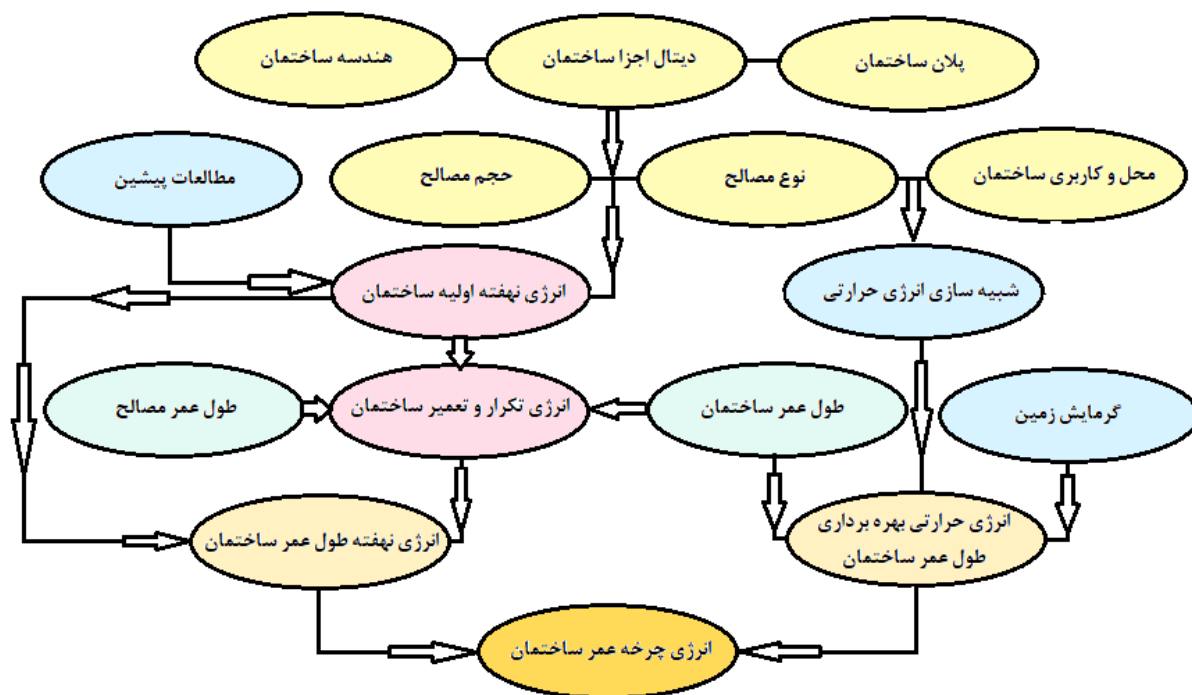 پلان ساختمان
دیتال اجزا ساختمان
هندسه ساختمان
محل و کاربری ساختمان
نوع مصالح
حجم مصالح
مطالعات پیشین
شبیه سازی انرژی حرارتی
انرژی نهفته اولیه ساختمان
گرمایش زمین
طول عمر ساختمان
انرژی تکرار و تعمیر ساختمان
طول عمر مصالح
انرژی حرارتی بهره برداری
طول عمر ساختمان
انرژی نهفته طول عمر ساختمان
انرژی چرخه عمر ساختمان